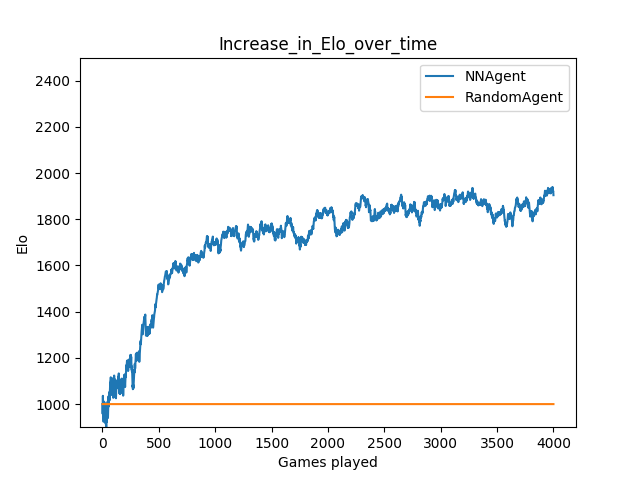 Increase_in_Elo_over_time
NNAgent
RandomAgent
2400
2200
2000
1800
1600
1400
1200
1000
Elo
0 500 1000 1500 2000 2500 3000 3500 4000
Games played